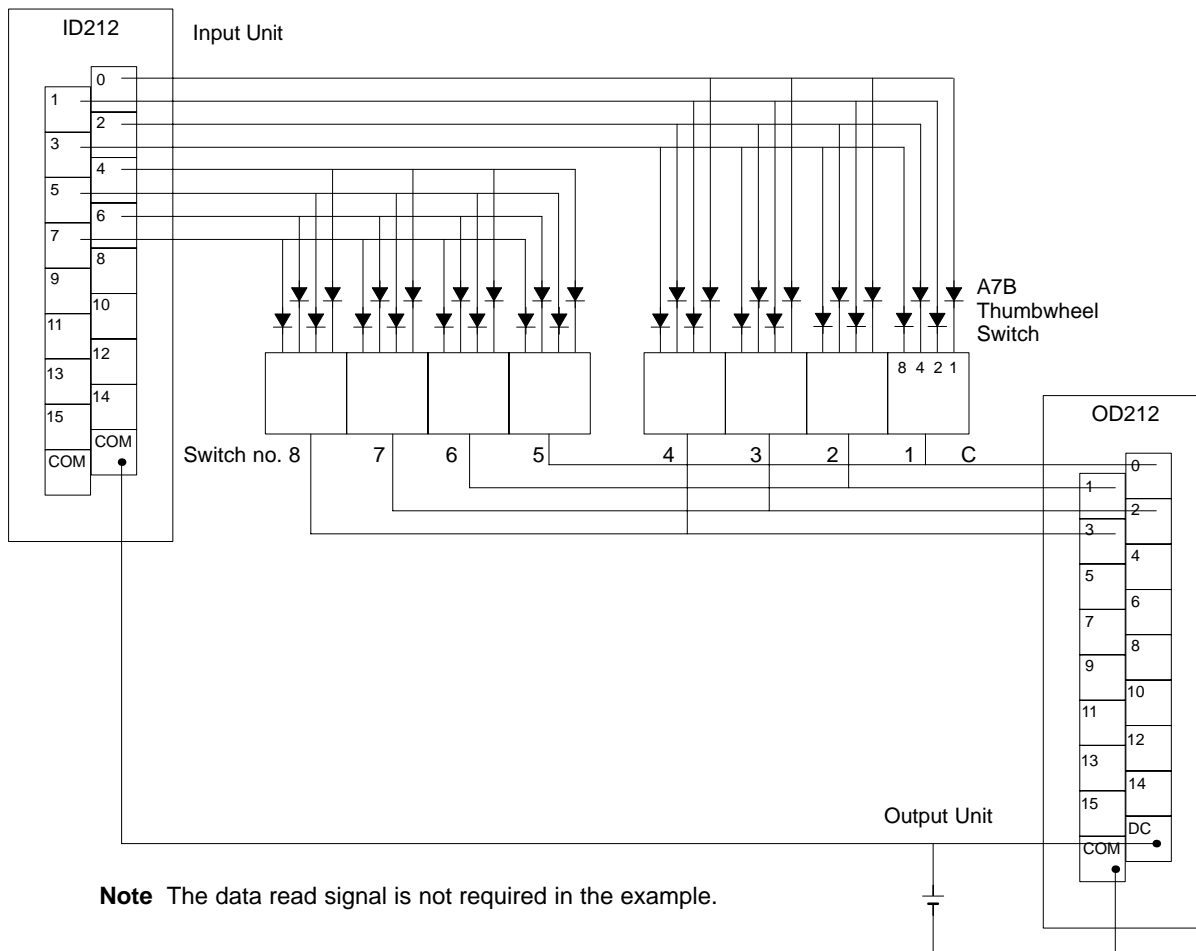 ID212
Input Unit
0
1
2
3
4
5
6
7
8
9
10
11
12
13
14
15
COM
COM
A7B
Thumbwheel
Switch
8 4 2 1
Switch no. 8 7 6 5 4 3 2 1 C
OD212
0
1
2
3
4
5
6
7
8
9
10
11
12
13
14
15
DC
COM
Output Unit
Note The data read signal is not required in the example.